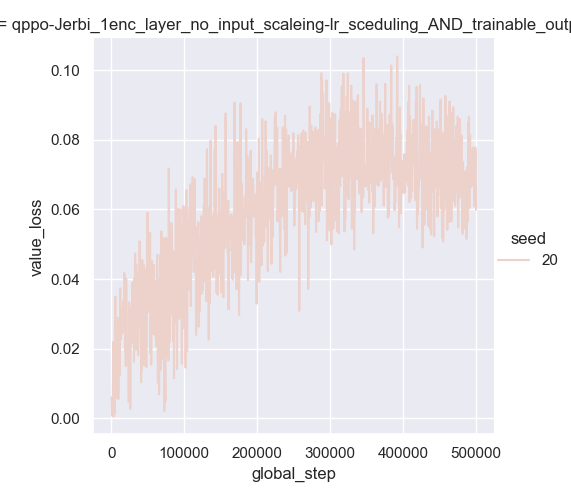 = qppo-Jerbi_1enc_layer_no_input_scaleing-lr_sceduling_AND_trainable_outp
0.10
0.08
0.06
0.04
0.02
0.00
value_loss
0 100000 200000 300000 400000 500000
global_step
seed
20